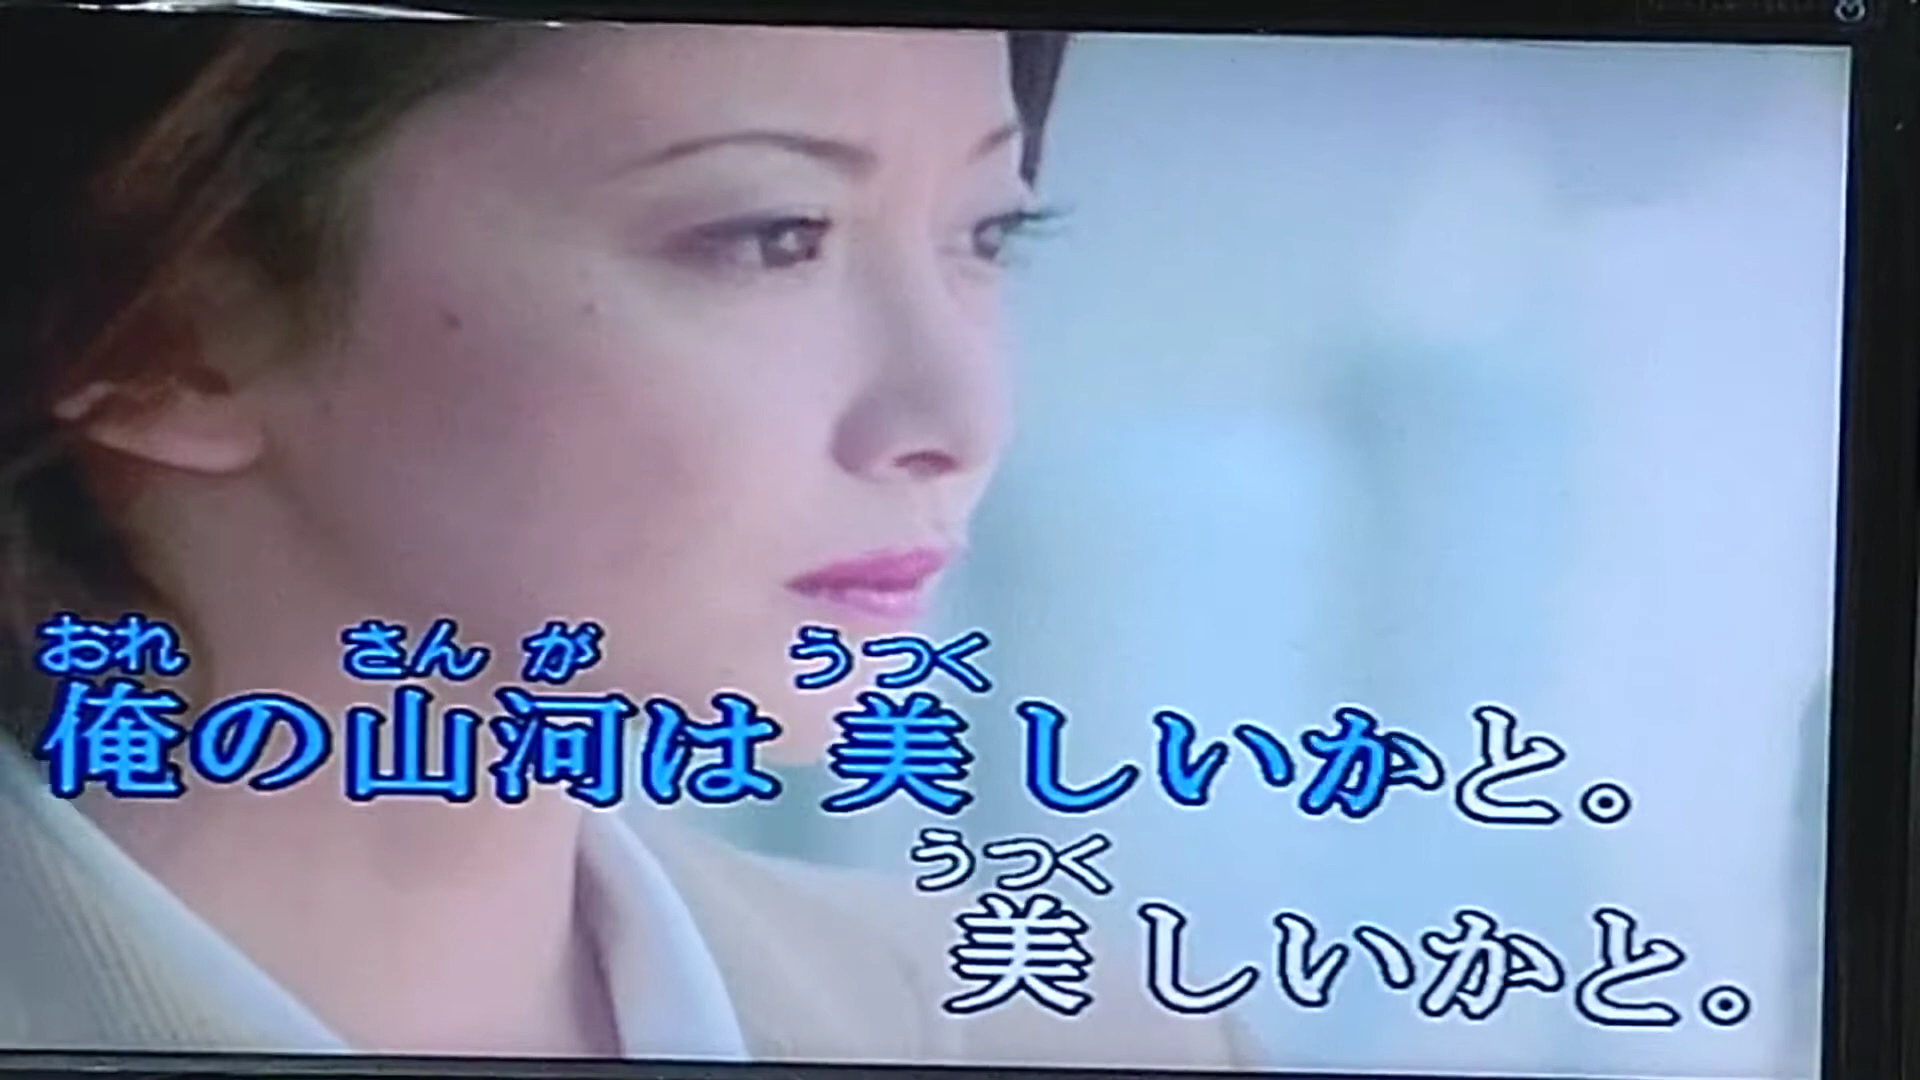 おれ さん が うつく
俺の山河は美しいかと。
うつく
美しいかと。